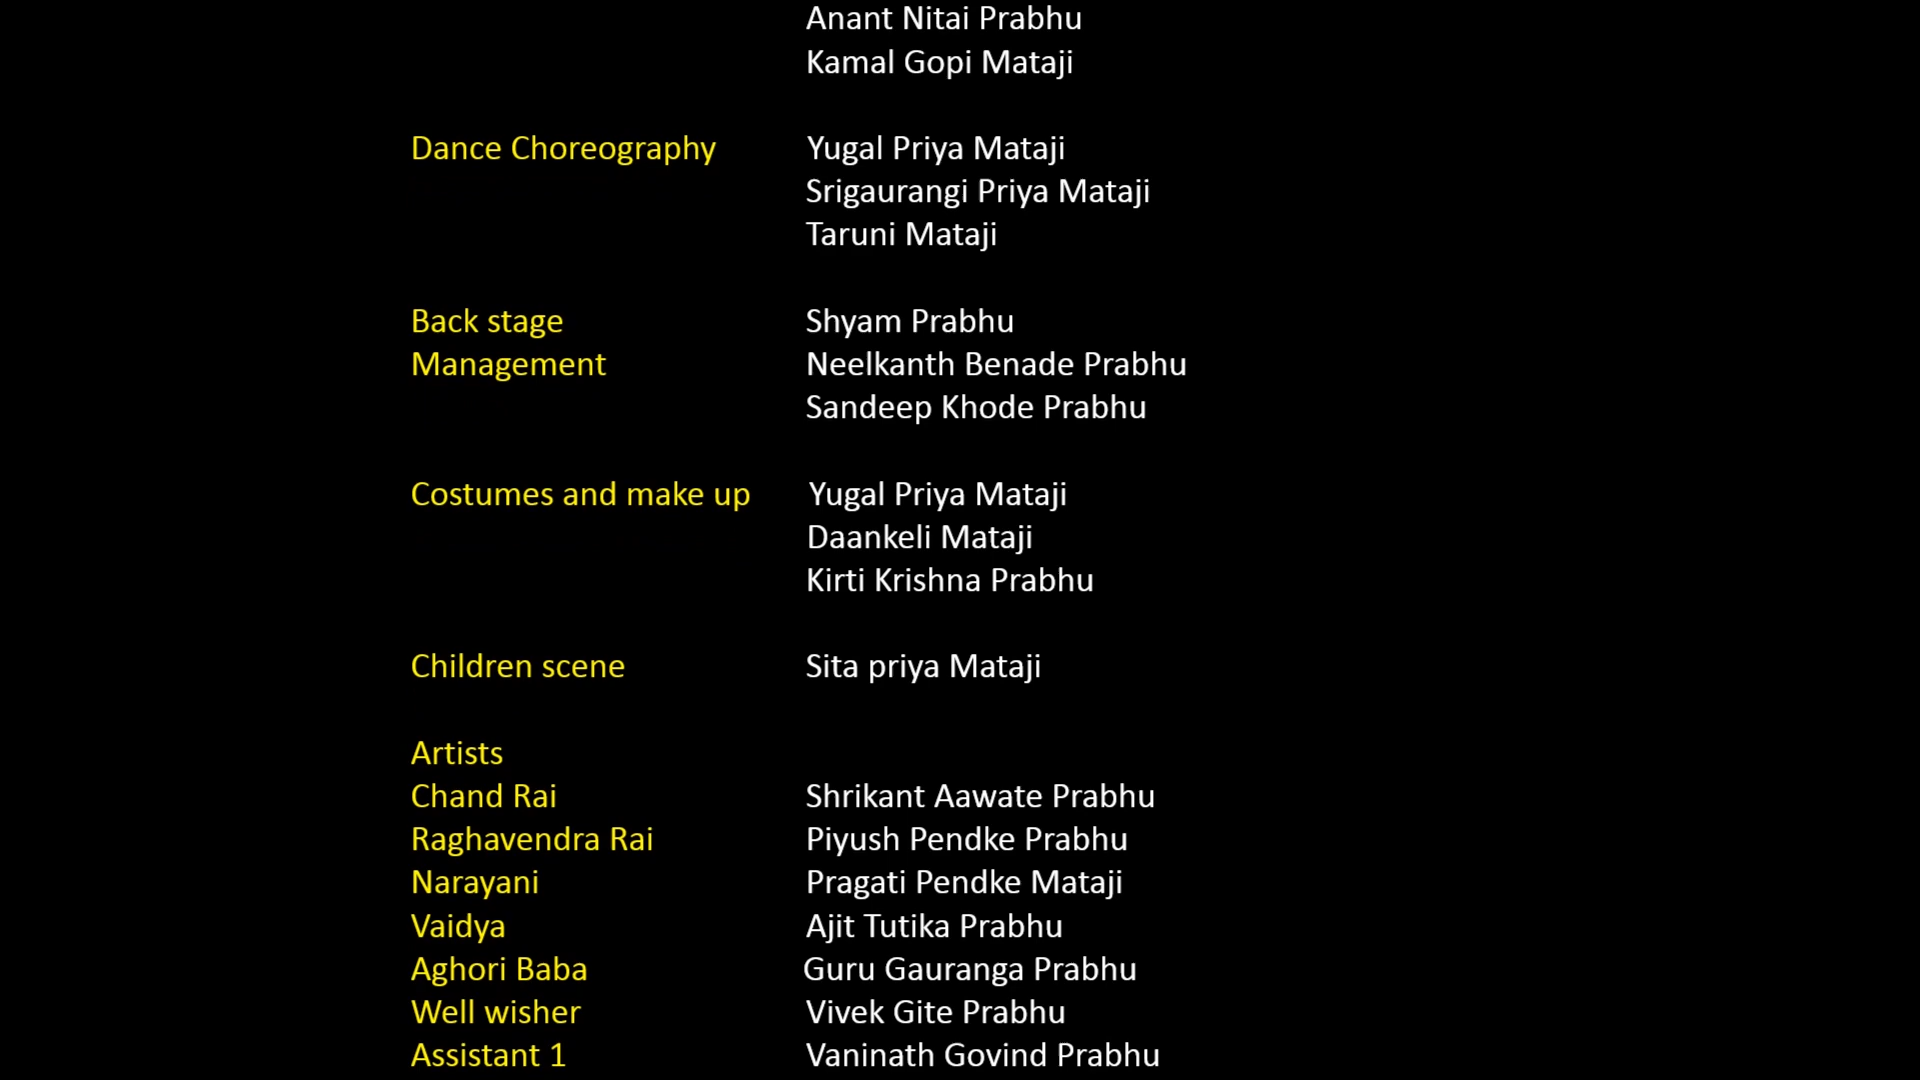 Anant Nitai Prabhu
Kamal Gopi Mataji
Dance Choreography Yugal Priya Mataji
Srigaurangi Priya Mataji
Taruni Mataji
Back stage Shyam Prabhu
Management Neelkanth Benade Prabhu
Sandeep Khode Prabhu
Costumes and make up Yugal Priya Mataji
Daankeli Mataji
Kirti Krishna Prabhu
Children scene Sita priya Mataji
Artists
Chand Rai Shrikant Aawate Prabhu
Raghavendra Rai Piyush Pendke Prabhu
Narayani Pragati Pendke Mataji
Vaidya Ajit Tutika Prabhu
Aghori Baba Guru Gauranga Prabhu
Well wisher Vivek Gite Prabhu
Assistant 1 Vaninath Govind Prabhu